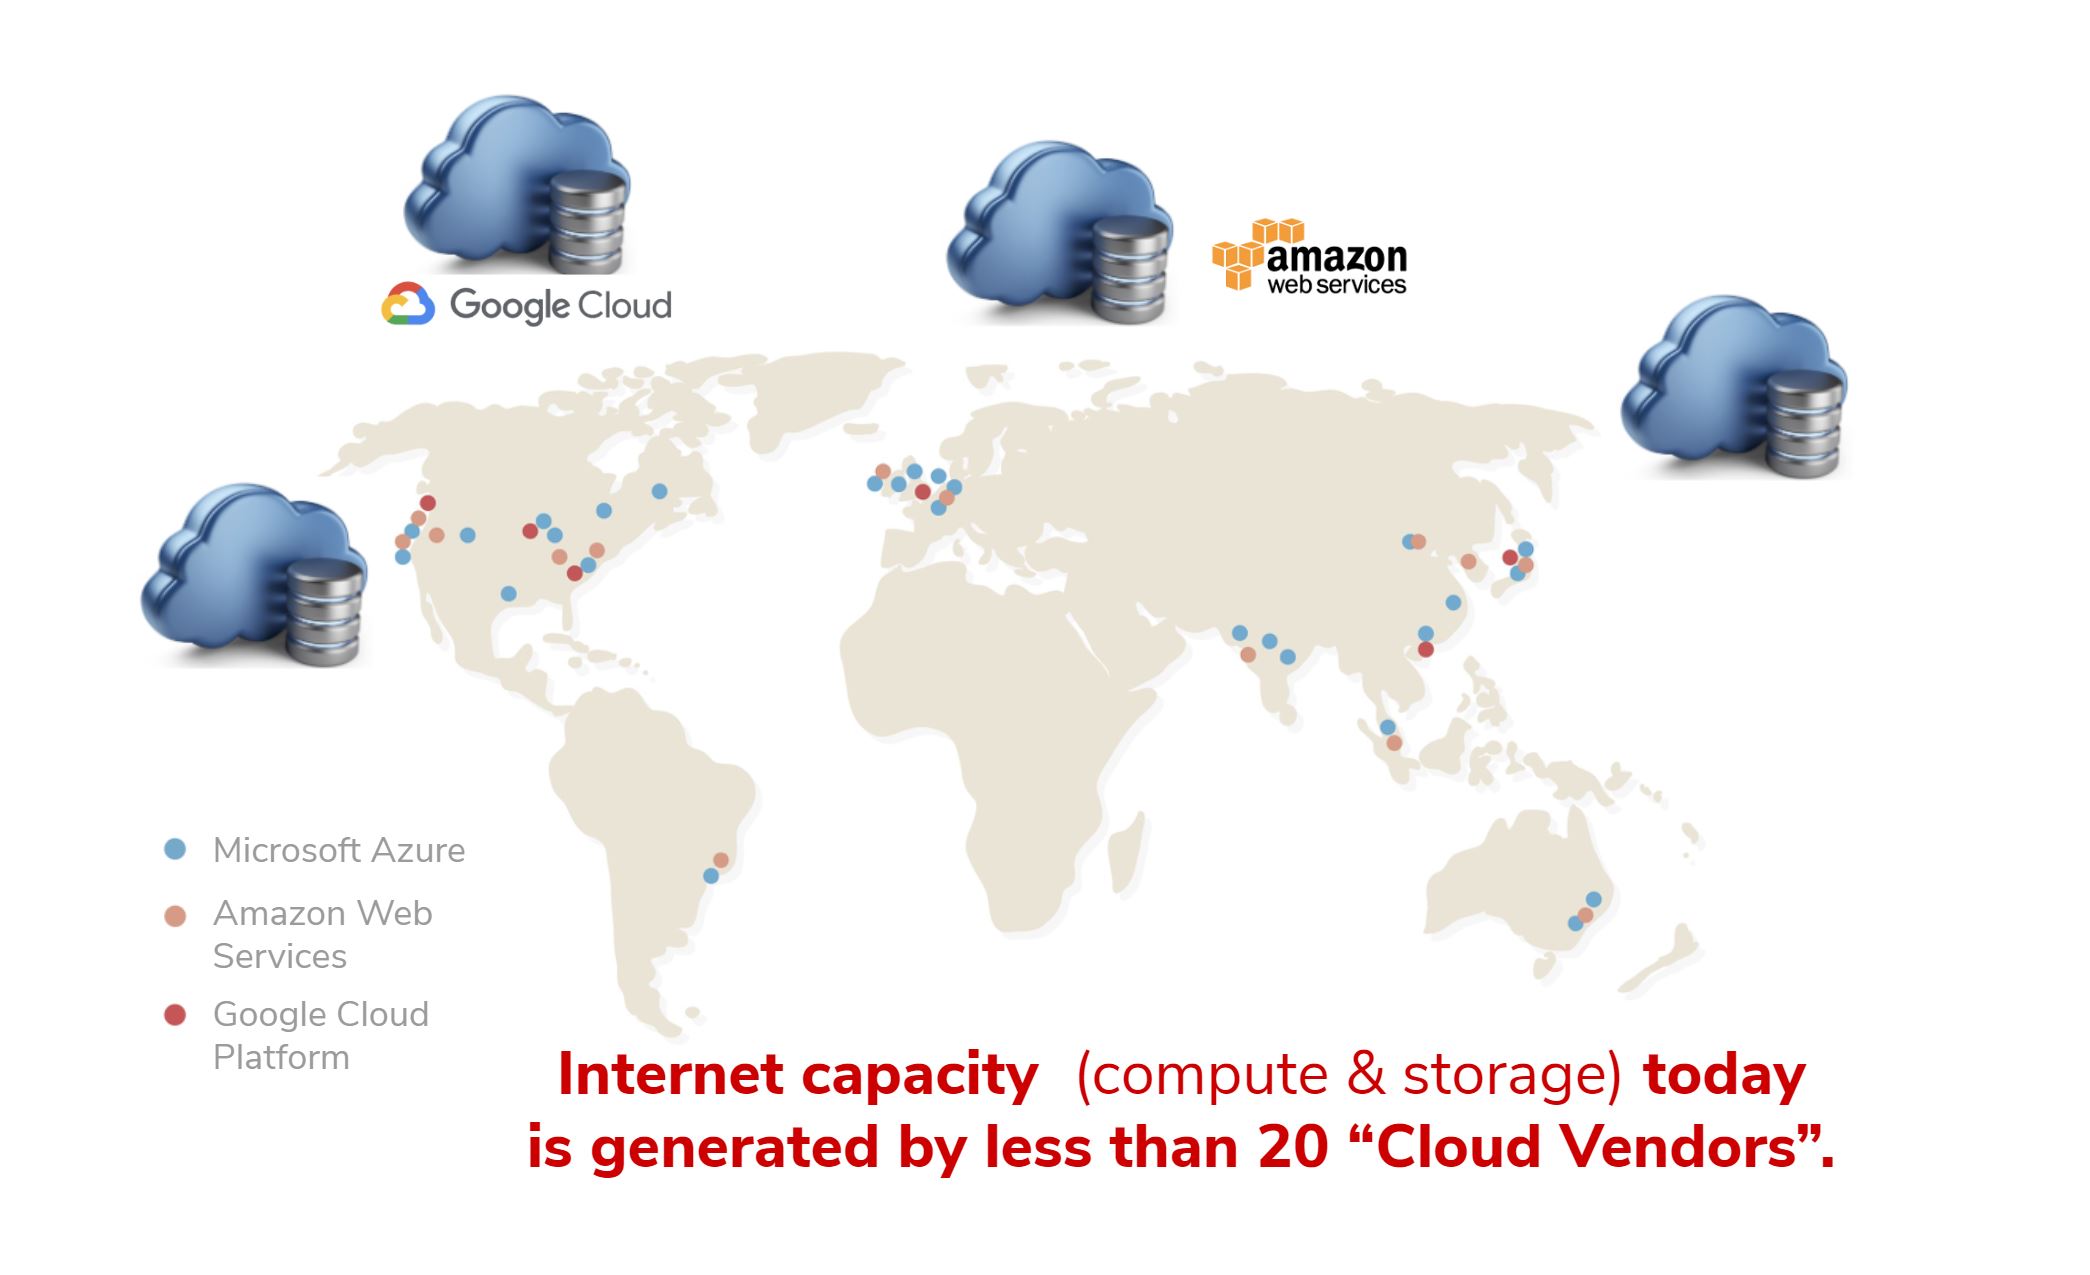 Google Cloud
amazon
web services
Microsoft Azure
Amazon Web
Services
Google Cloud
Platform
Internet capacity (compute & storage) today
is generated by less than 20 “Cloud Vendors”.